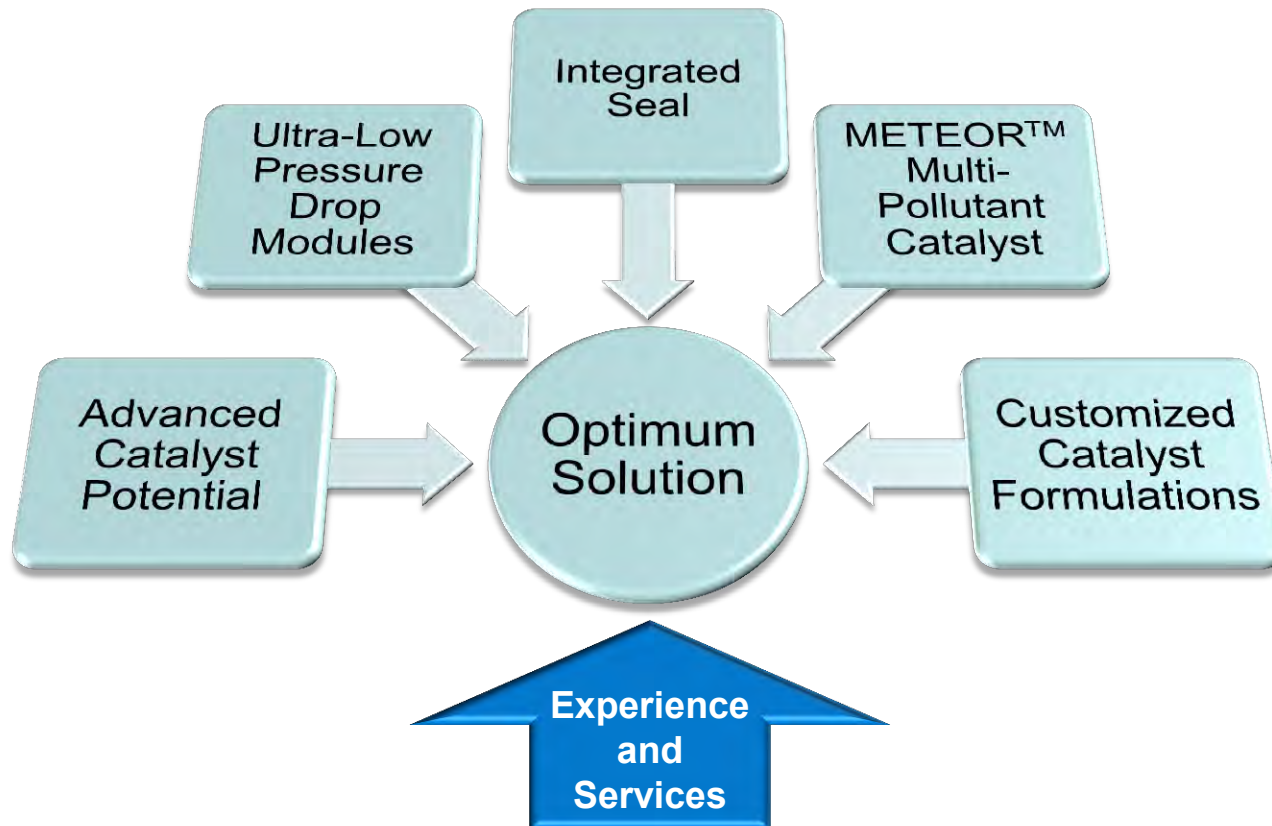 Integrated
Seal
Ultra-Low
Pressure
Drop
Modules
METEOR™
Multi-
Pollutant
Catalyst
Advanced
Catalyst
Potential
Optimum
Solution
Customized
Catalyst
Formulations
Experience
and
Services